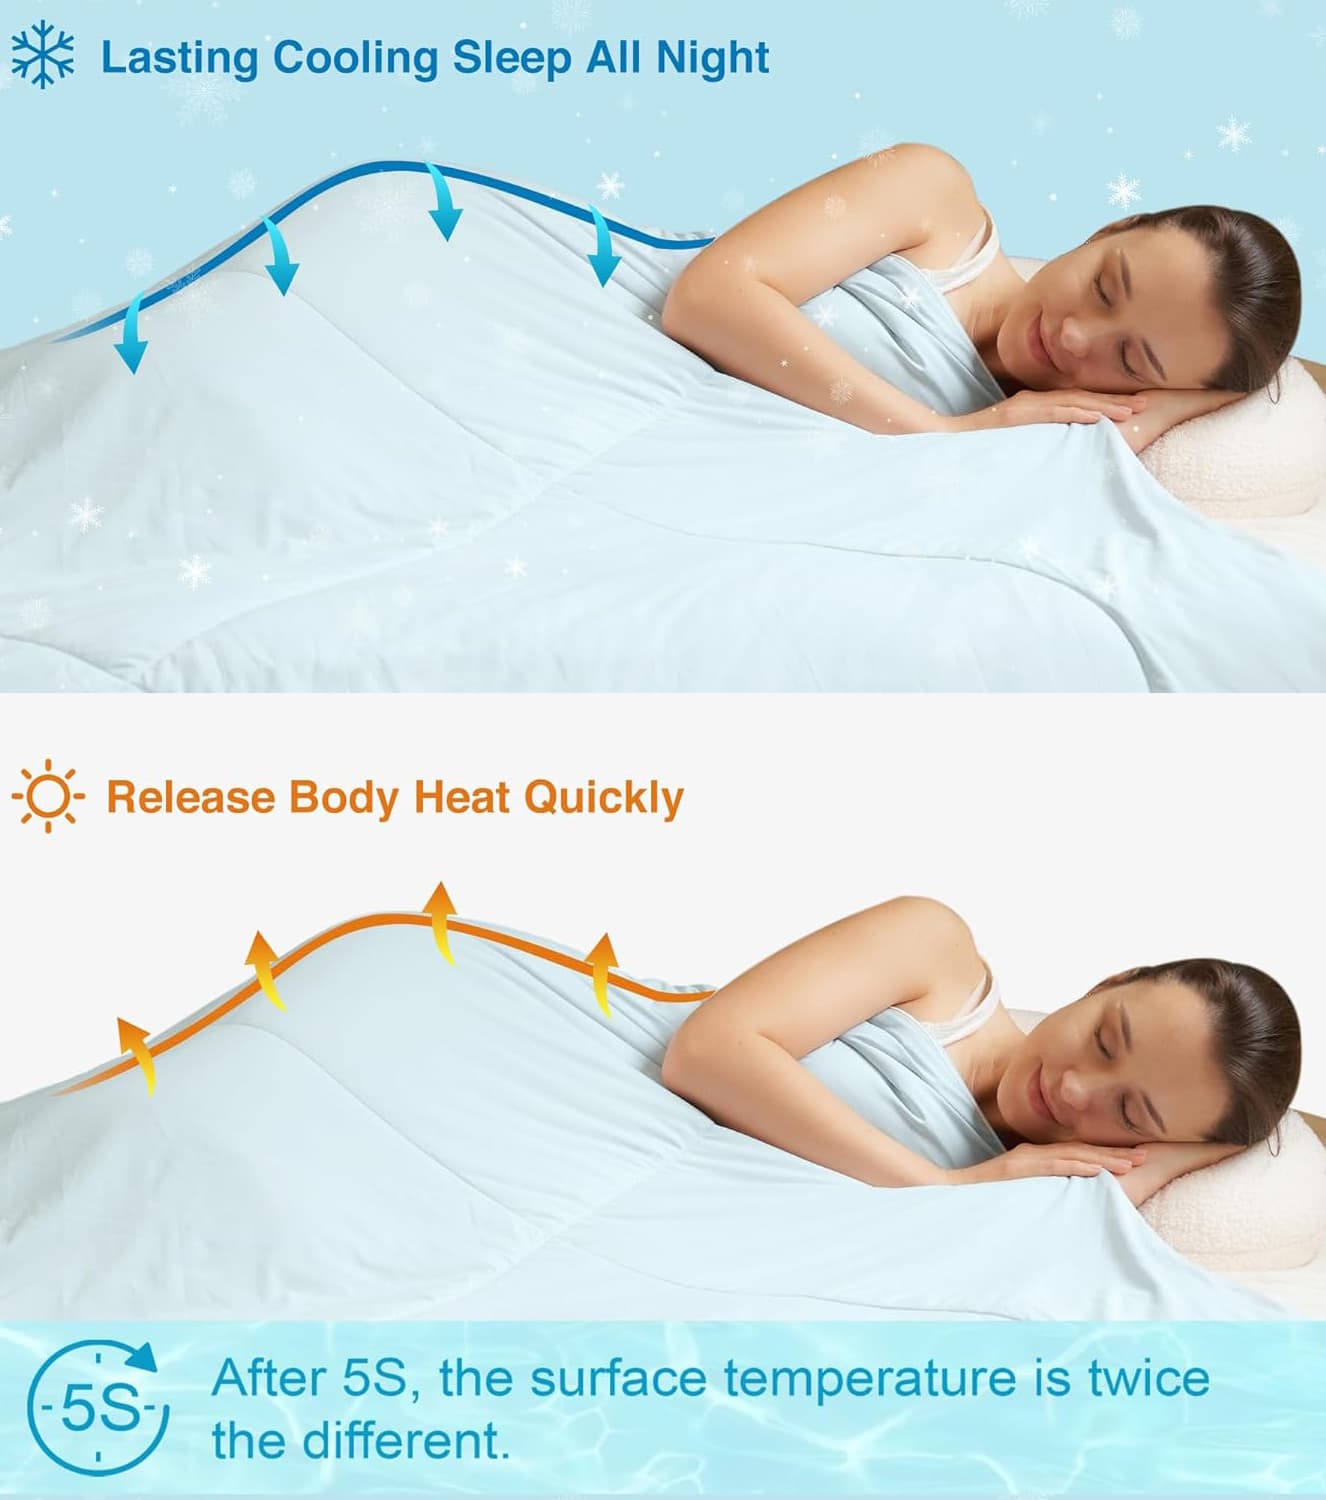 Lasting Cooling Sleep All Night
Release Body Heat Quickly
5S
After 5S, the surface temperature is twice
the different.